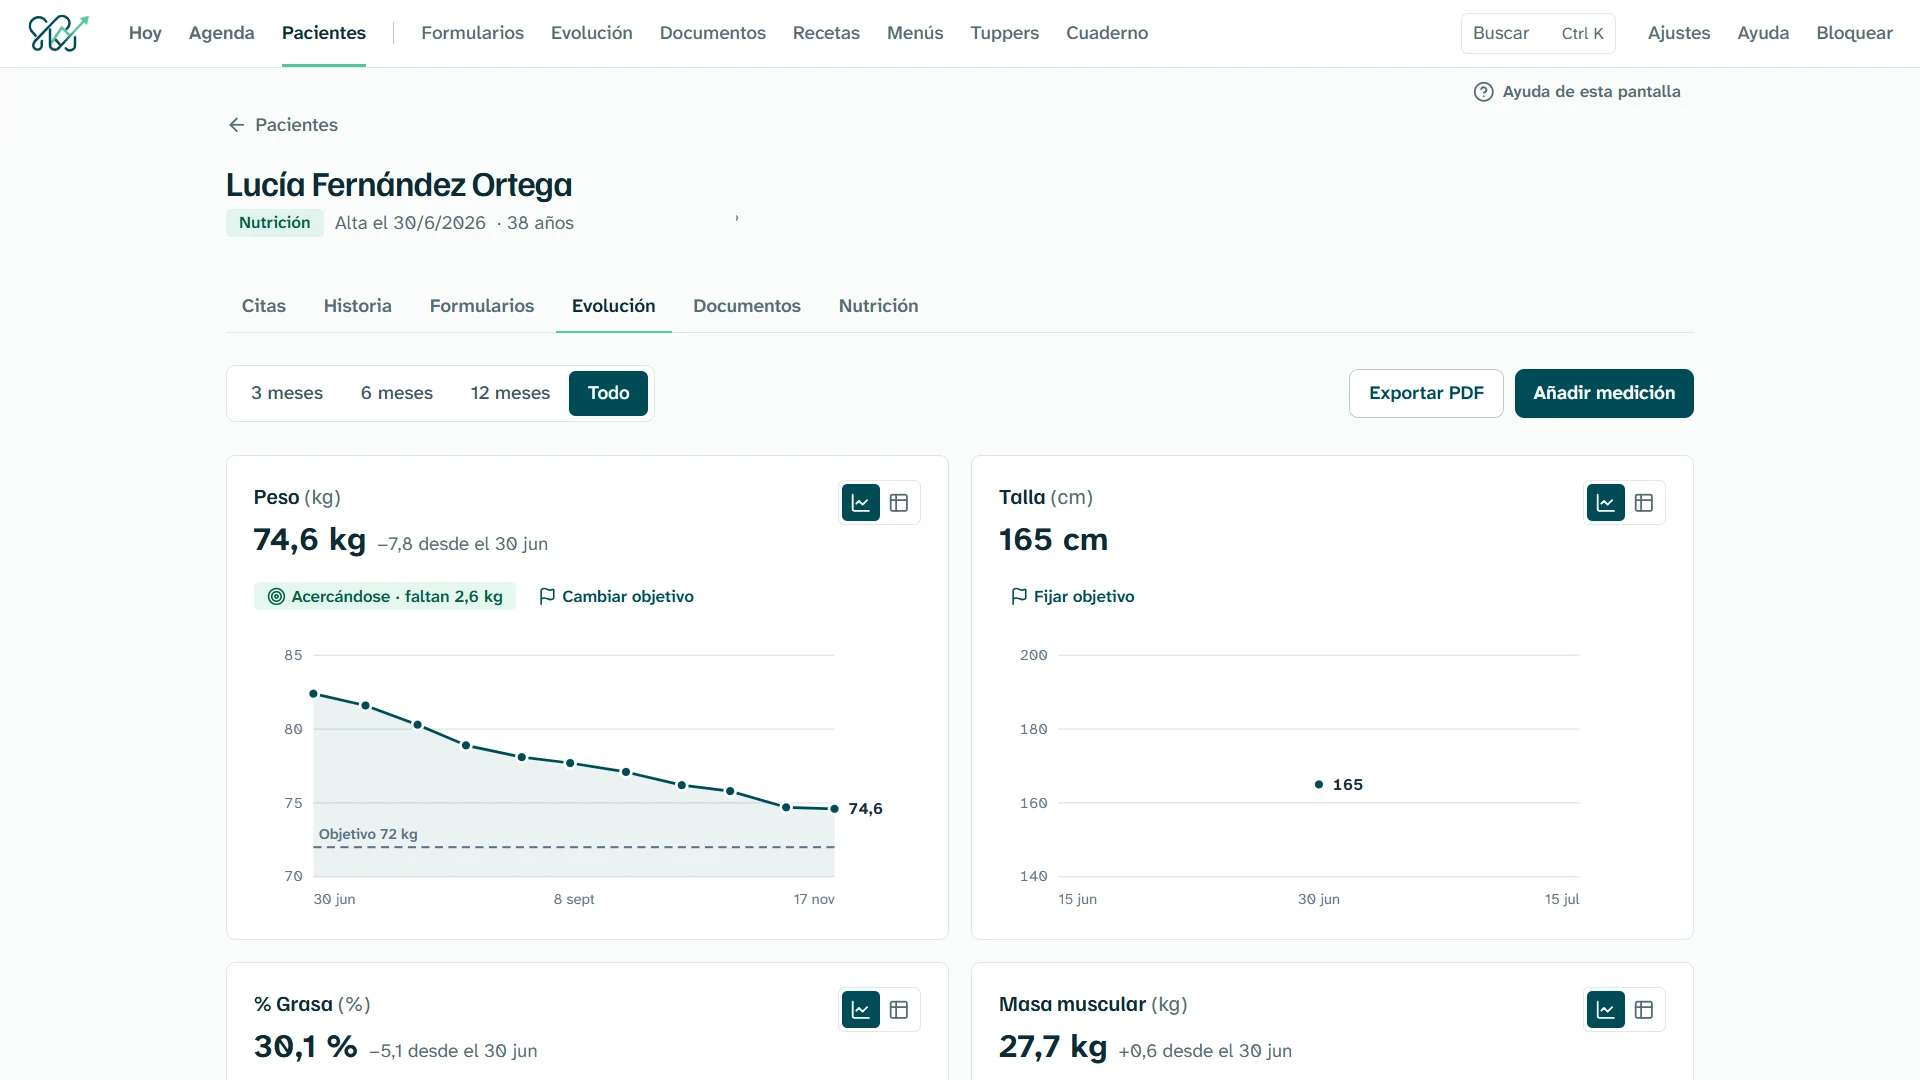 Hoy Agenda Pacientes Formularios Evolución Documentos Recetas Menús Tuppers Cuaderno Buscar Ctrl K Ajustes Ayuda Bloquear
Ayuda de esta pantalla
Pacientes
Lucía Fernández Ortega
Nutrición Alta el 30/6/2026 · 38 años
Citas Historia Formularios Evolución Documentos Nutrición
3 meses 6 meses 12 meses Todo Exportar PDF Añadir medición
Peso (kg)
74,6 kg –7,8 desde el 30 jun
Acercándose · faltan 2,6 kg Cambiar objetivo
85
80
75
74,6
Objetivo 72 kg
70
30 jun 8 sept 17 nov
Talla (cm)
165 cm
Fijar objetivo
200
180
165
160
140
15 jun 30 jun 15 jul
% Grasa (%)
30,1 % –5,1 desde el 30 jun
Masa muscular (kg)
27,7 kg +0,6 desde el 30 jun